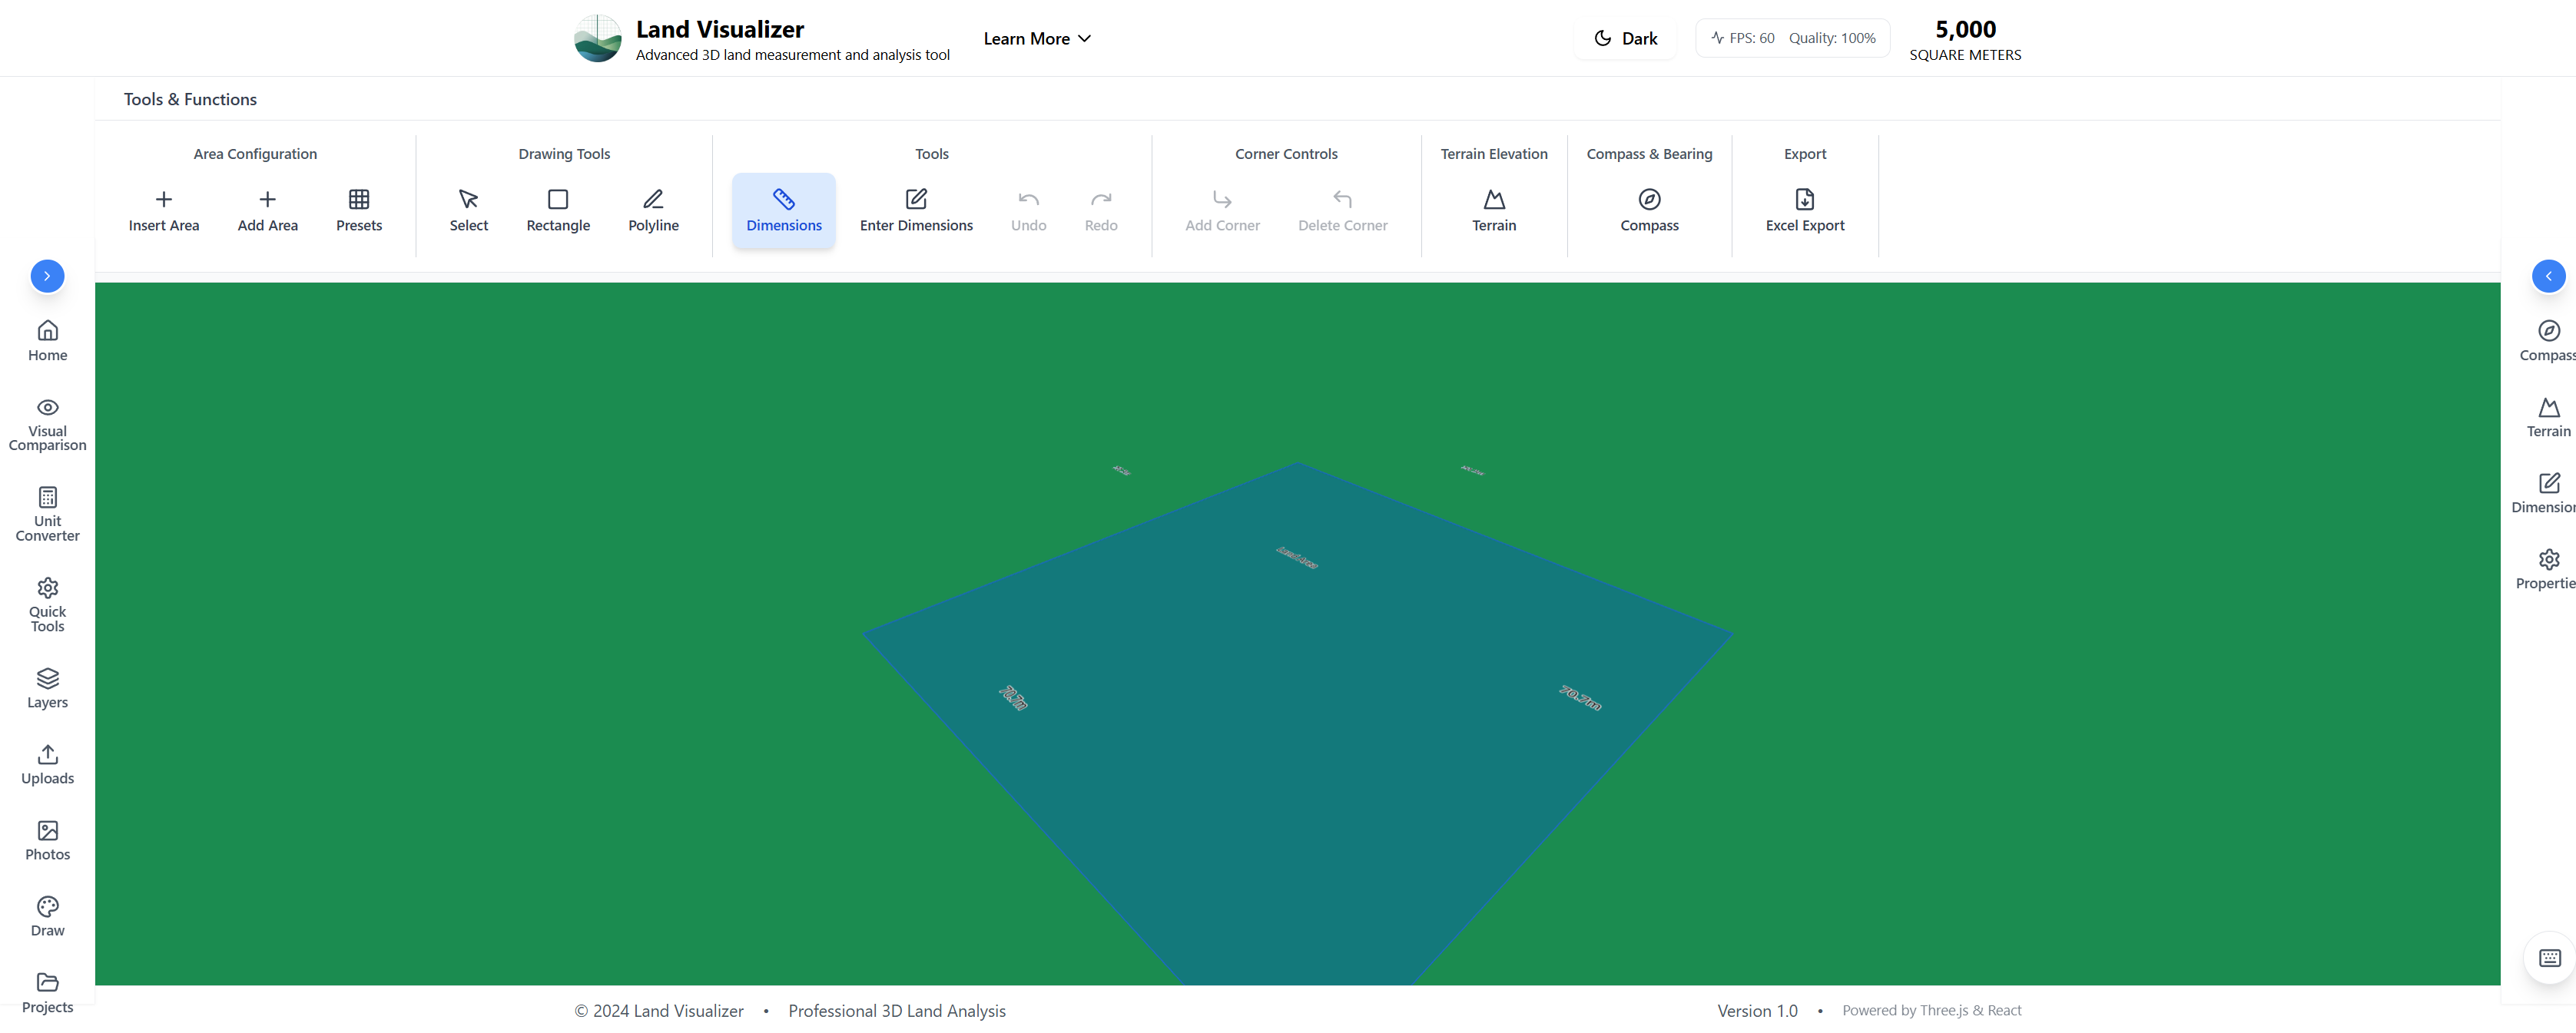 Land Visualizer
Advanced 3D land measurement and analysis tool
Learn More
Dark
FPS: 60 Quality: 100%
5,000
SQUARE METERS
Tools & Functions
Area Configuration
Insert Area
Add Area
Presets
Drawing Tools
Select
Rectangle
Polyline
Tools
Dimensions
Enter Dimensions
Undo
Redo
Corner Controls
Add Corner
Delete Corner
Terrain Elevation
Terrain
Compass & Bearing
Compass
Export
Excel Export
Home
Visual
Comparison
Unit
Converter
Quick
Tools
Layers
Uploads
Photos
Draw
Projects
70.7m
70.7m
Compass
Terrain
Dimension
Propertie
© 2024 Land Visualizer • Professional 3D Land Analysis
Version 1.0 • Powered by Three.js & React